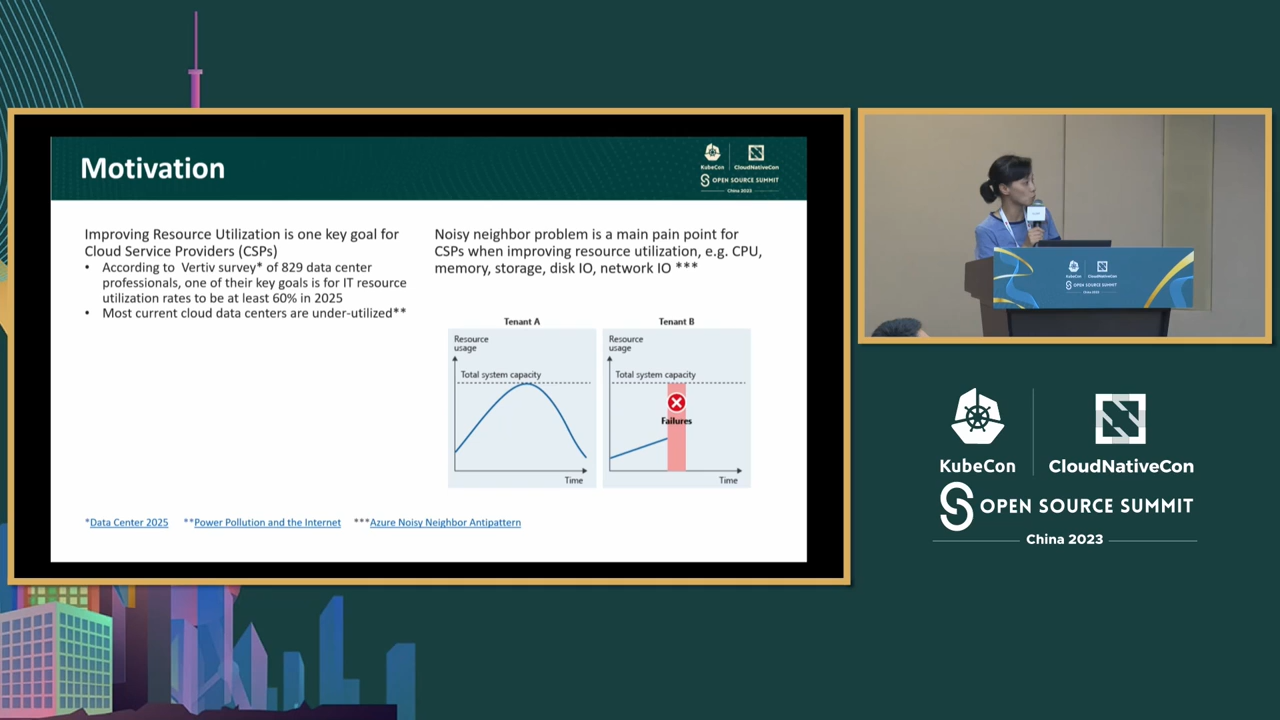 Motivation
KubeCon
CloudNativeCon
OPEN SOURCE SUMMIT
China 2023
Improving Resource Utilization is one key goal for
Cloud Service Providers (CSPs)
• According to Vertiv survey* of 829 data center
professionals, one of their key goals is for IT resource
utilization rates to be at least 60% in 2025
• Most current cloud data centers are under-utilized**
Noisy neighbor problem is a main pain point for
CSPs when improving resource utilization, e.g. CPU,
memory, storage, disk IO, network IO ***
Tenant A
Resource
usage
Total system capacity
Time
Tenant B
Resource
usage
Total system capacity
Failures
Time
*Data Center 2025 **Power Pollution and the Internet ***Azure Noisy Neighbor Antipattern
KubeCon
CloudNativeCon
OPEN SOURCE SUMMIT
China 2023